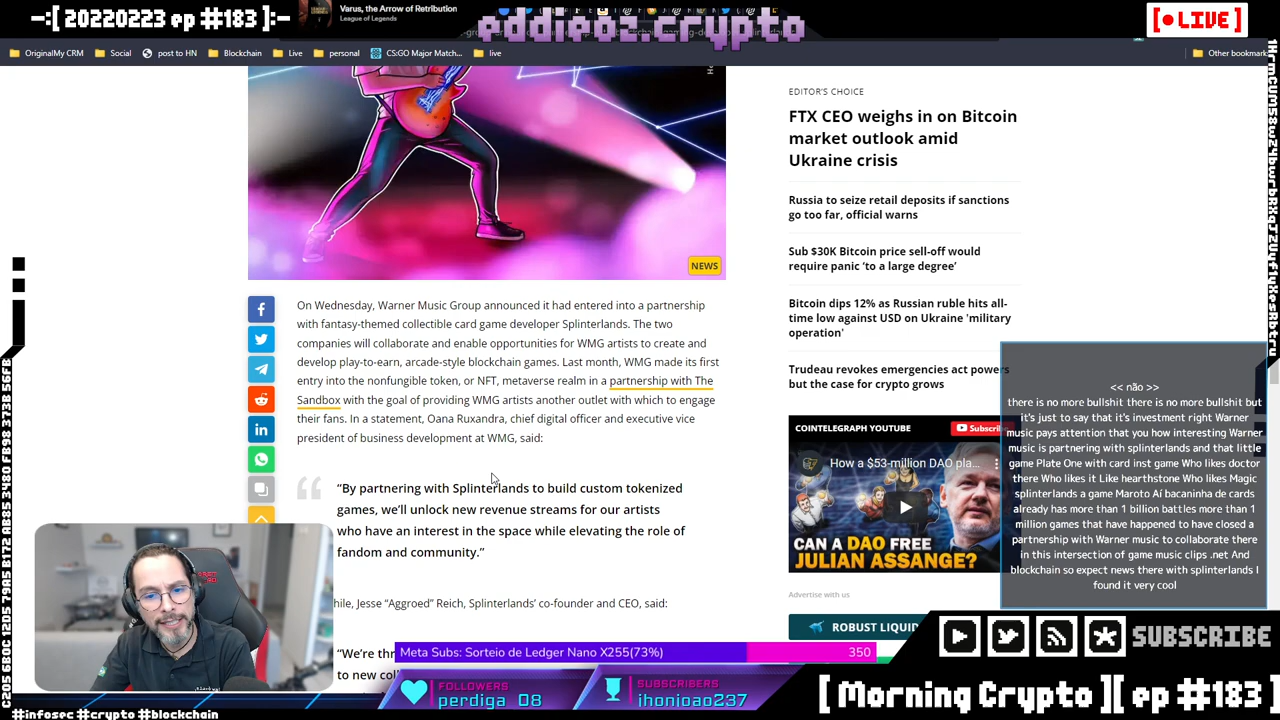 -:[ 20220223 ep #183 ]:-
Varus, the Arrow of Retribution
League of Legends
eddieoz.crypto
[ LIVE ]
OriginalMy CRM
Social
post to HN
Blockchain
Live
personal
CS:GO Major Match...
live
Other bookmark
EDITOR'S CHOICE
FTX CEO weighs in on Bitcoin
market outlook amid
Ukraine crisis
Russia to seize retail deposits if sanctions
go too far, official warns
Sub $30K Bitcoin price sell-off would
require panic ‘to a large degree’
Bitcoin dips 12% as Russian ruble hits all-
time low against USD on Ukraine 'military
operation'
Trudeau revokes emergencies act powers
but the case for crypto grows
NEWS
On Wednesday, Warner Music Group announced it had entered into a partnership
with fantasy-themed collectible card game developer Splinterlands. The two
companies will collaborate and enable opportunities for WMG artists to create and
develop play-to-earn, arcade-style blockchain games. Last month, WMG made its first
entry into the nonfungible token, or NFT, metaverse realm in a partnership with The
Sandbox with the goal of providing WMG artists another outlet with which to engage
their fans. In a statement, Oana Ruxandra, chief digital officer and executive vice
president of business development at WMG, said:
“By partnering with Splinterlands to build custom tokenized
games, we’ll unlock new revenue streams for our artists
who have an interest in the space while elevating the role of
fandom and community.”
hile, Jesse “Aggroed” Reich, Splinterlands’ co-founder and CEO, said:
“We’re thr
to new coll
COINTELEGRAPH YOUTUBE
Subscrib
How a $53-million DAO pla...
CAN A DAO FREE
JULIAN ASSANGE?
Advertise with us
ROBUST LIQUID
<< não >>
there is no more bullshit there is no more bullshit but
it's just to say that it's investment right Warner
music pays attention that you how interesting Warner
music is partnering with splinterlands and that little
game Plate One with card inst game Who likes doctor
there Who likes it Like hearthstone Who likes Magic
splinterlands a game Maroto Aí bacaninha de cards
already has more than 1 billion battles more than 1
million games that have happened to have closed a
partnership with Warner music to collaborate there
in this intersection of game music clips .net And
blockchain so expect news there with splinterlands I
found it very cool
SUBSCRIBE
Meta Subs: Sorteio de Ledger Nano X255(73%)
350
FOLLOWERS
perdiga_08
SUBSCRIBERS
ihonjoao237
[ Morning Crypto ][ ep #183 ]
#infosec #crypto #blockchain